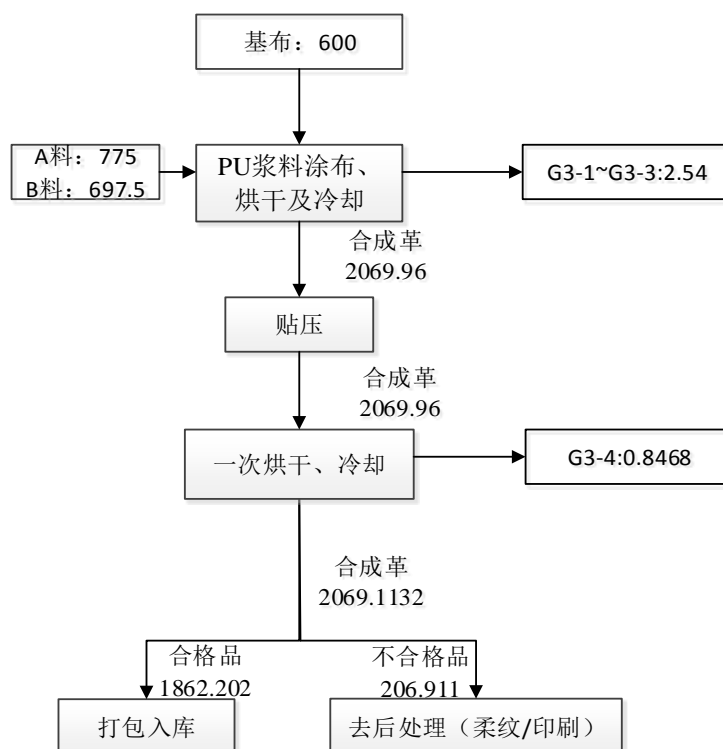 基布：600
A料：775
B料：697.5
PU浆料涂布、
烘干及冷却
G3-1~G3-3:2.54
合成革
2069.96
贴压
合成革
2069.96
一次烘干、冷却
G3-4:0.8468
合成革
2069.1132
合格品
1862.202
不合格品
206.911
打包入库
去后处理（柔纹/印刷）